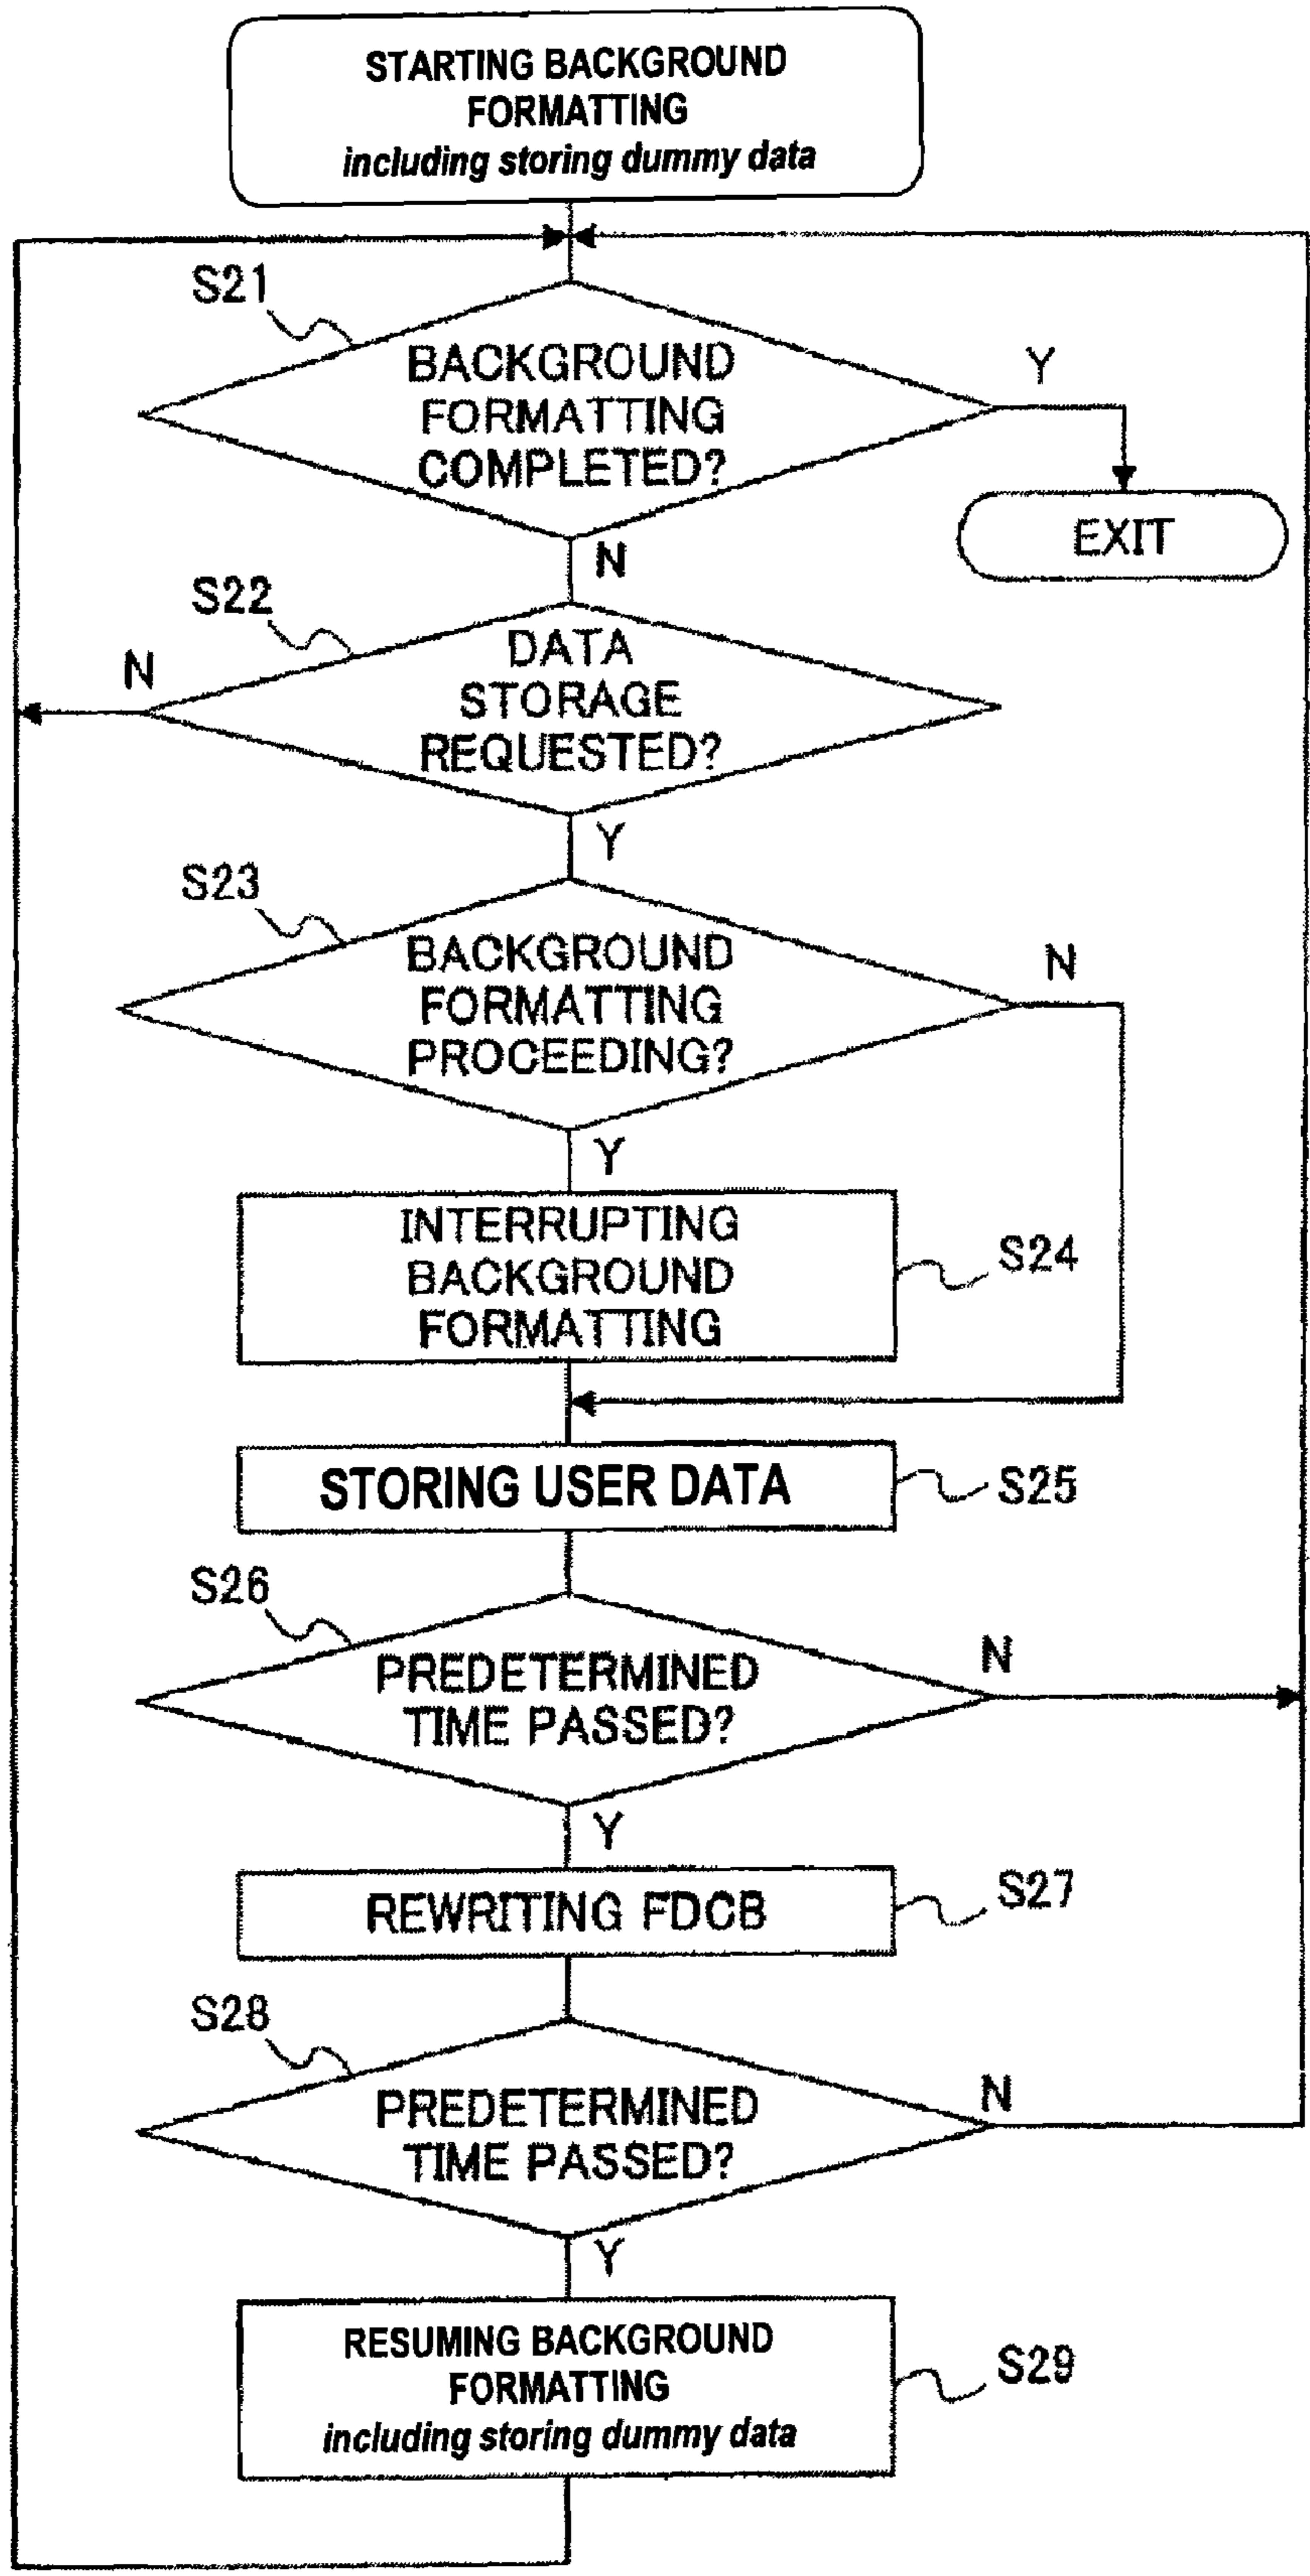 STARTING BACKGROUND
FORMATTING
including storing dummy data
S21
BACKGROUND
FORMATTING
COMPLETED?
Y
EXIT
N
S22
DATA
STORAGE
REQUESTED?
N
Y
S23
BACKGROUND
FORMATTING
PROCEEDING?
N
Y
INTERRUPTING
BACKGROUND
FORMATTING
S24
STORING USER DATA
S25
S26
PREDETERMINED
TIME PASSED?
N
Y
REWRITING FDCB
S27
S28
PREDETERMINED
TIME PASSED?
N
Y
RESUMING BACKGROUND
FORMATTING
including storing dummy data
S29